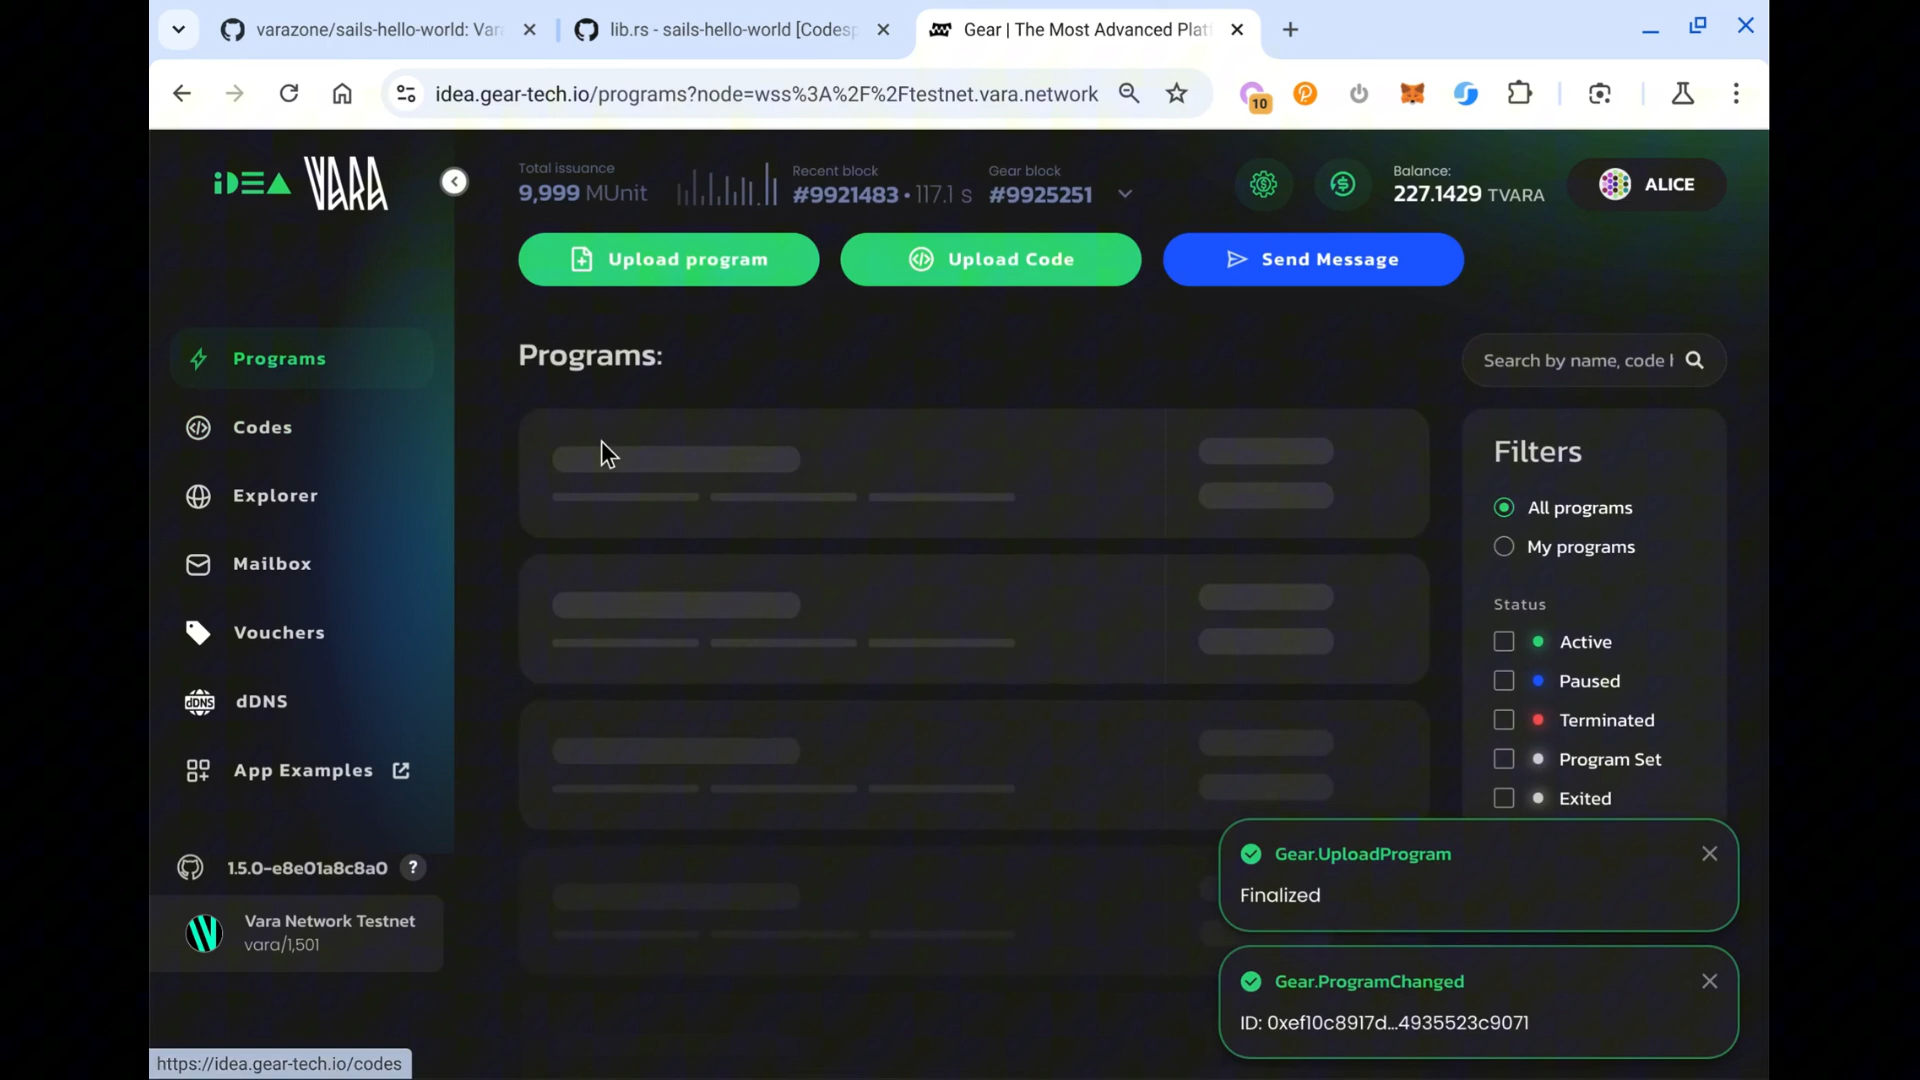 varazone/sails-hello-world: Vara
lib.rs - sails-hello-world [Codesp
Gear | The Most Advanced Platf
idea.gear-tech.io/programs?node=wss%3A%2F%2Ftestnet.vara.network
10
iDEA VARA
Total issuance
9,999 MUnit
Recent block
#9921483 • 117.1 s
Gear block
#9925251
Balance:
227.1429 TVARA
ALICE
Upload program
Upload Code
Send Message
Programs
Codes
Explorer
Mailbox
Vouchers
dDNS
dDNS
App Examples
1.5.0-e8e01a8c8a0 ?
Vara Network Testnet
vara/1,501
Programs:
Search by name, code h
Filters
All programs
My programs
Status
Active
Paused
Terminated
Program Set
Exited
Gear.UploadProgram
Finalized
Gear.ProgramChanged
ID: 0xef10c8917d...4935523c9071
https://idea.gear-tech.io/codes